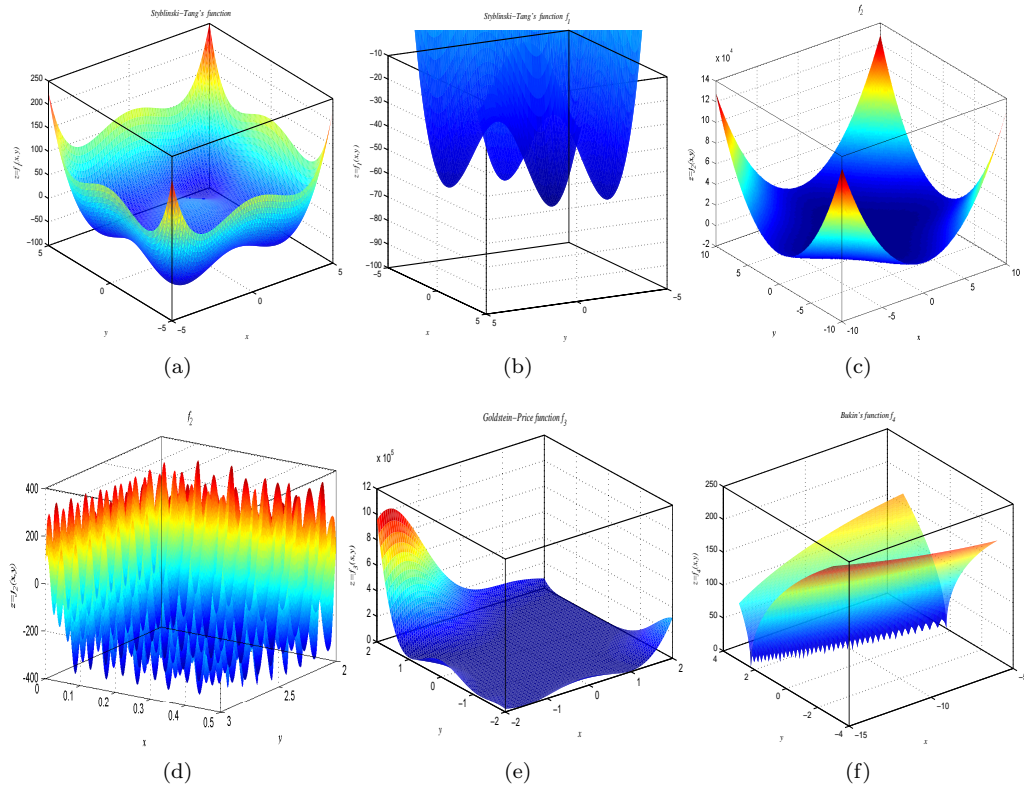 Styblinski−Tang's function
250
200
150
100
50
0
−50
−100
5
0
−5
−5
0
5
z=f(x,y)
y
x
(a)
Styblinski−Tang's function f1
−10
−20
−30
−40
−50
−60
−70
−80
−90
−100
−5
0
5
5
0
−5
z=f1(x,y)
x
y
(b)
f2
x 10^4
14
12
10
8
6
4
2
0
−2
10
5
0
−5
−10
−10
−5
0
5
10
z=f2(x,y)
y
x
(c)
f2
400
200
0
−200
−400
0
0.1
0.2
0.3
0.4
0.5
3
2.5
2
z=f2(x,y)
x
y
(d)
Goldstein−Price function f3
x 10^5
12
10
8
6
4
2
0
2
1
0
−1
−2
−2
−1
0
1
2
z=f3(x,y)
y
x
(e)
Bukin's function f4
250
200
150
100
50
0
4
2
0
−2
−4
−15
−10
z=f4(x,y)
y
x
(f)